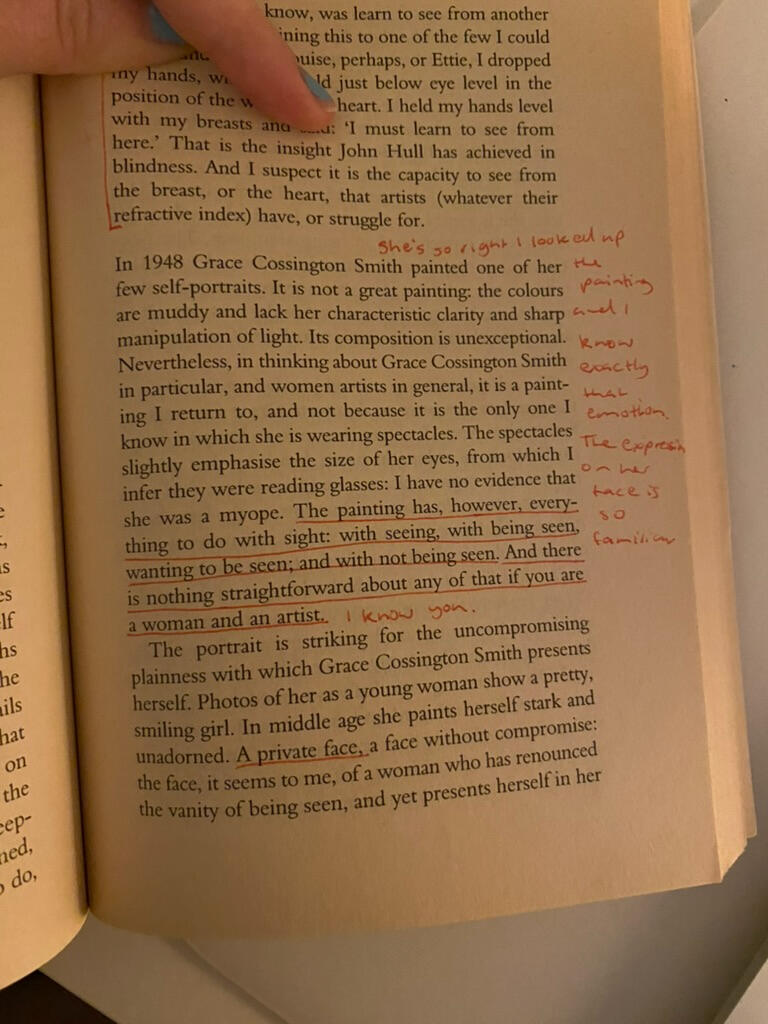 know, was learn to see from another
ining this to one of the few I could
ouise, perhaps, or Ettie, I dropped
my hands, ld just below eye level in the
position of the heart. I held my hands level
with my breasts and said: 'I must learn to see from
here.' That is the insight John Hull has achieved in
blindness. And I suspect it is the capacity to see from
the breast, or the heart, that artists (whatever their
refractive index) have, or struggle for.
She's so right I looked up
the
painting
and I
know
exactly
that
emotion.
The expression
on her
face is
so
familiar
In 1948 Grace Cossington Smith painted one of her
few self-portraits. It is not a great painting: the colours
are muddy and lack her characteristic clarity and sharp
manipulation of light. Its composition is unexceptional.
Nevertheless, in thinking about Grace Cossington Smith
in particular, and women artists in general, it is a paint-
ing I return to, and not because it is the only one I
know in which she is wearing spectacles. The spectacles
slightly emphasise the size of her eyes, from which I
infer they were reading glasses: I have no evidence that
she was a myope. The painting has, however, every-
thing to do with sight: with seeing, with being seen,
wanting to be seen; and with not being seen. And there
is nothing straightforward about any of that if you are
a woman and an artist. I know you.
The portrait is striking for the uncompromising
plainness with which Grace Cossington Smith presents
herself. Photos of her as a young woman show a pretty,
smiling girl. In middle age she paints herself stark and
unadorned. A private face, a face without compromise:
the face, it seems to me, of a woman who has renounced
the vanity of being seen, and yet presents herself in her